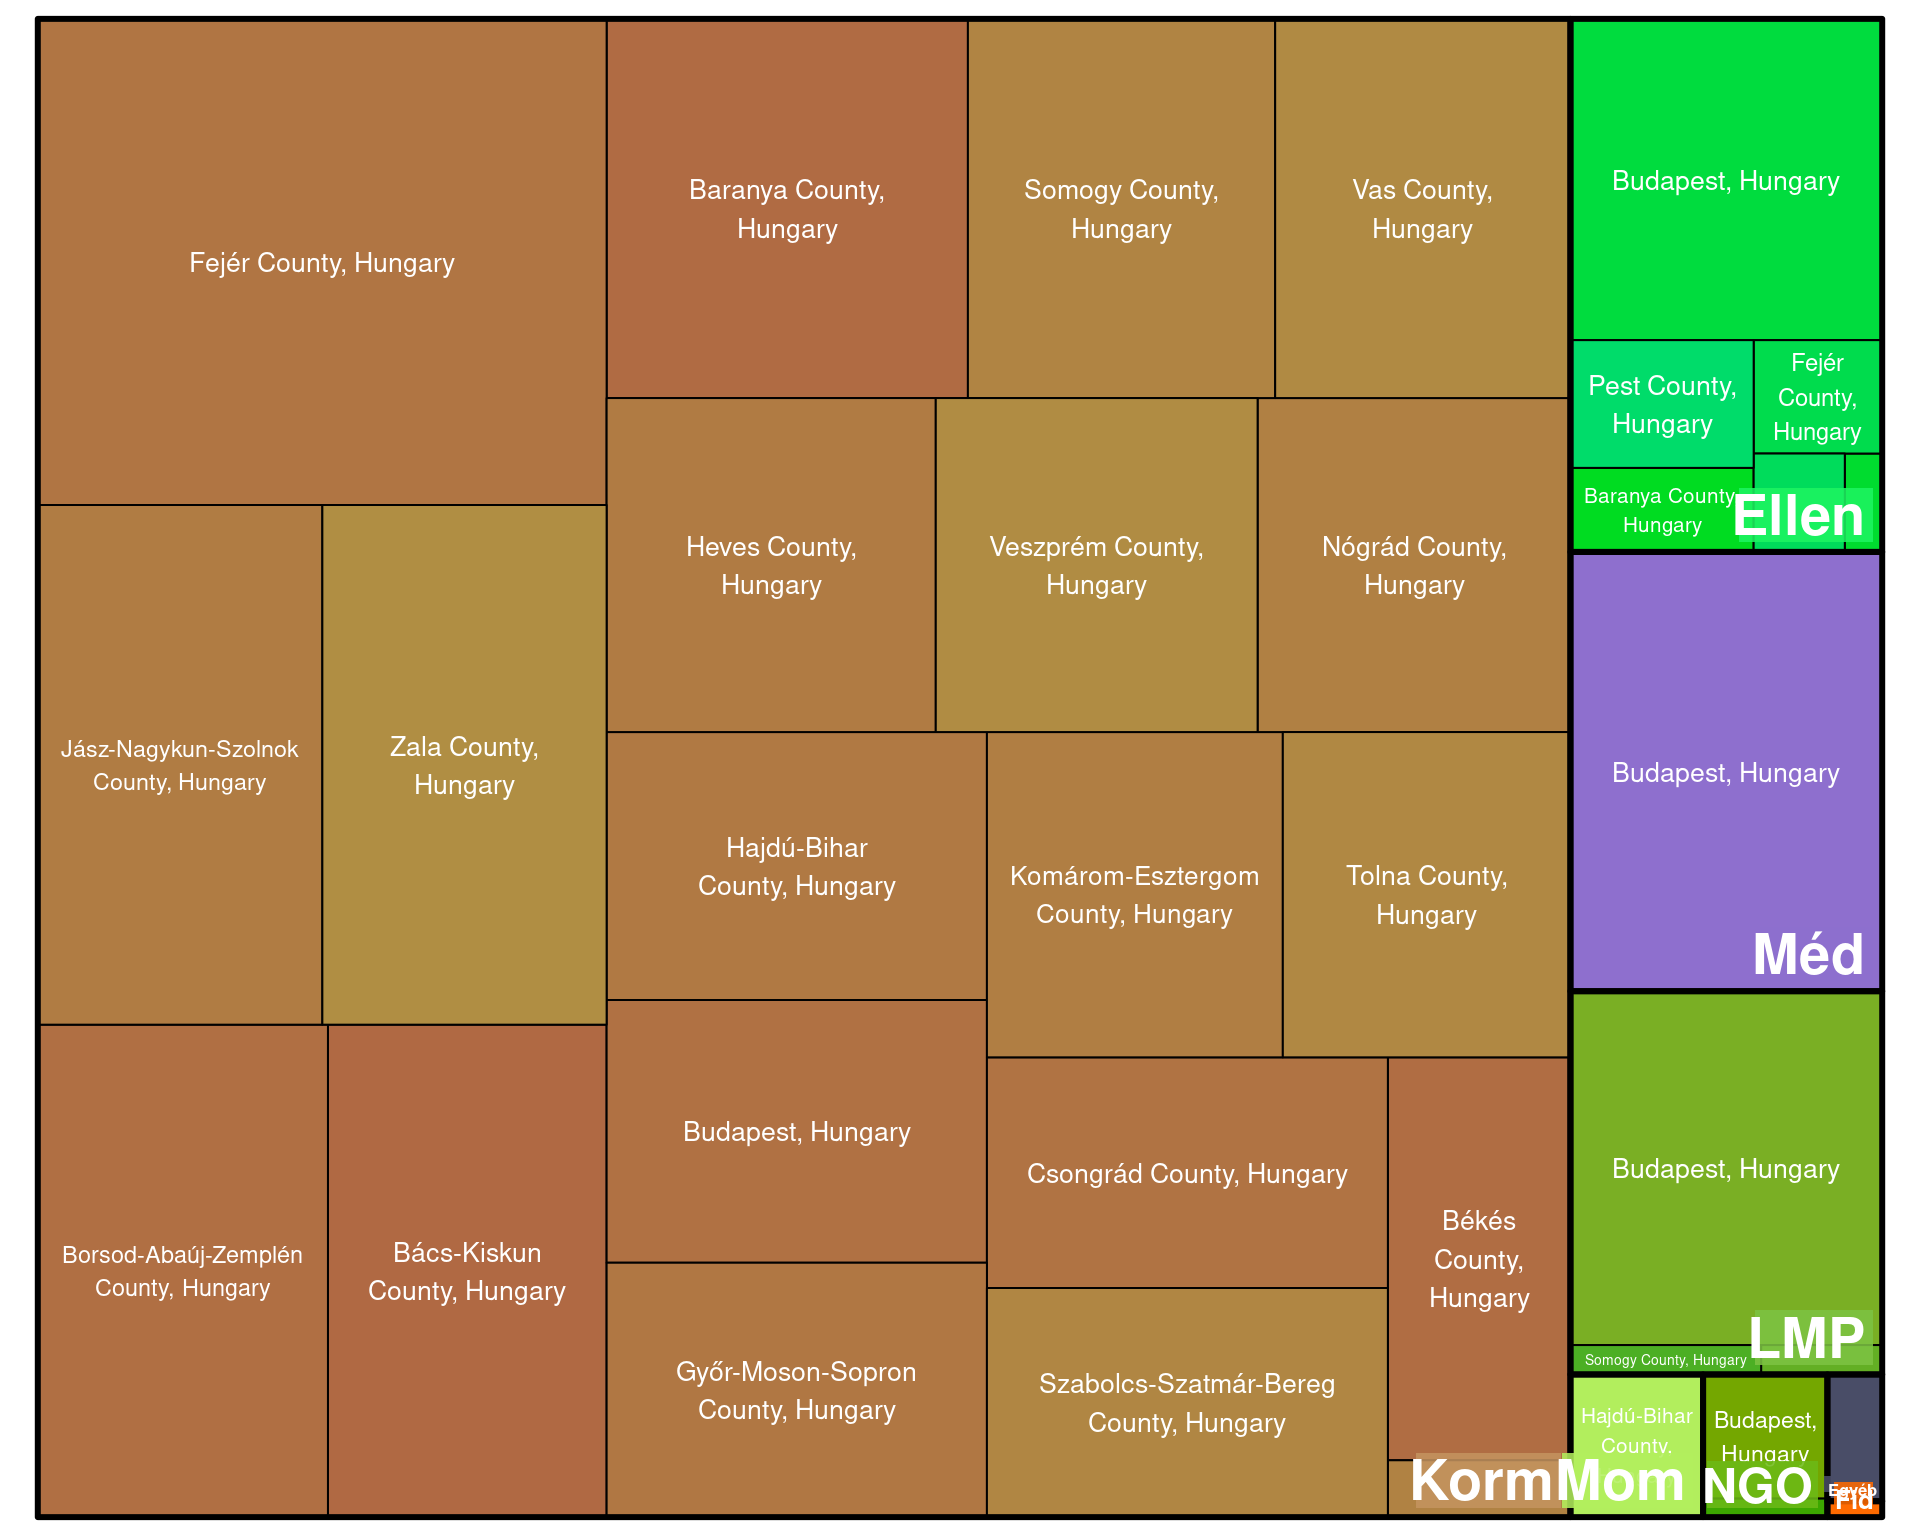 Fejér County, Hungary
Baranya County,
Hungary
Somogy County,
Hungary
Vas County,
Hungary
Jász-Nagykun-Szolnok
County, Hungary
Zala County,
Hungary
Heves County,
Hungary
Veszprém County,
Hungary
Nógrád County,
Hungary
Hajdú-Bihar
County, Hungary
Komárom-Esztergom
County, Hungary
Tolna County,
Hungary
Borsod-Abaúj-Zemplén
County, Hungary
Bács-Kiskun
County, Hungary
Budapest, Hungary
Csongrád County, Hungary
Békés
County,
Hungary
Győr-Moson-Sopron
County, Hungary
Szabolcs-Szatmár-Bereg
County, Hungary
Korm
Budapest, Hungary
Pest County,
Hungary
Fejér
County,
Hungary
Baranya County,
Hungary
Ellen
Budapest, Hungary
Méd
Budapest, Hungary
Somogy County, Hungary
LMP
Hajdú-Bihar
County,
Mom
Budapest,
Hungary
NGO
Egyéb
Fid